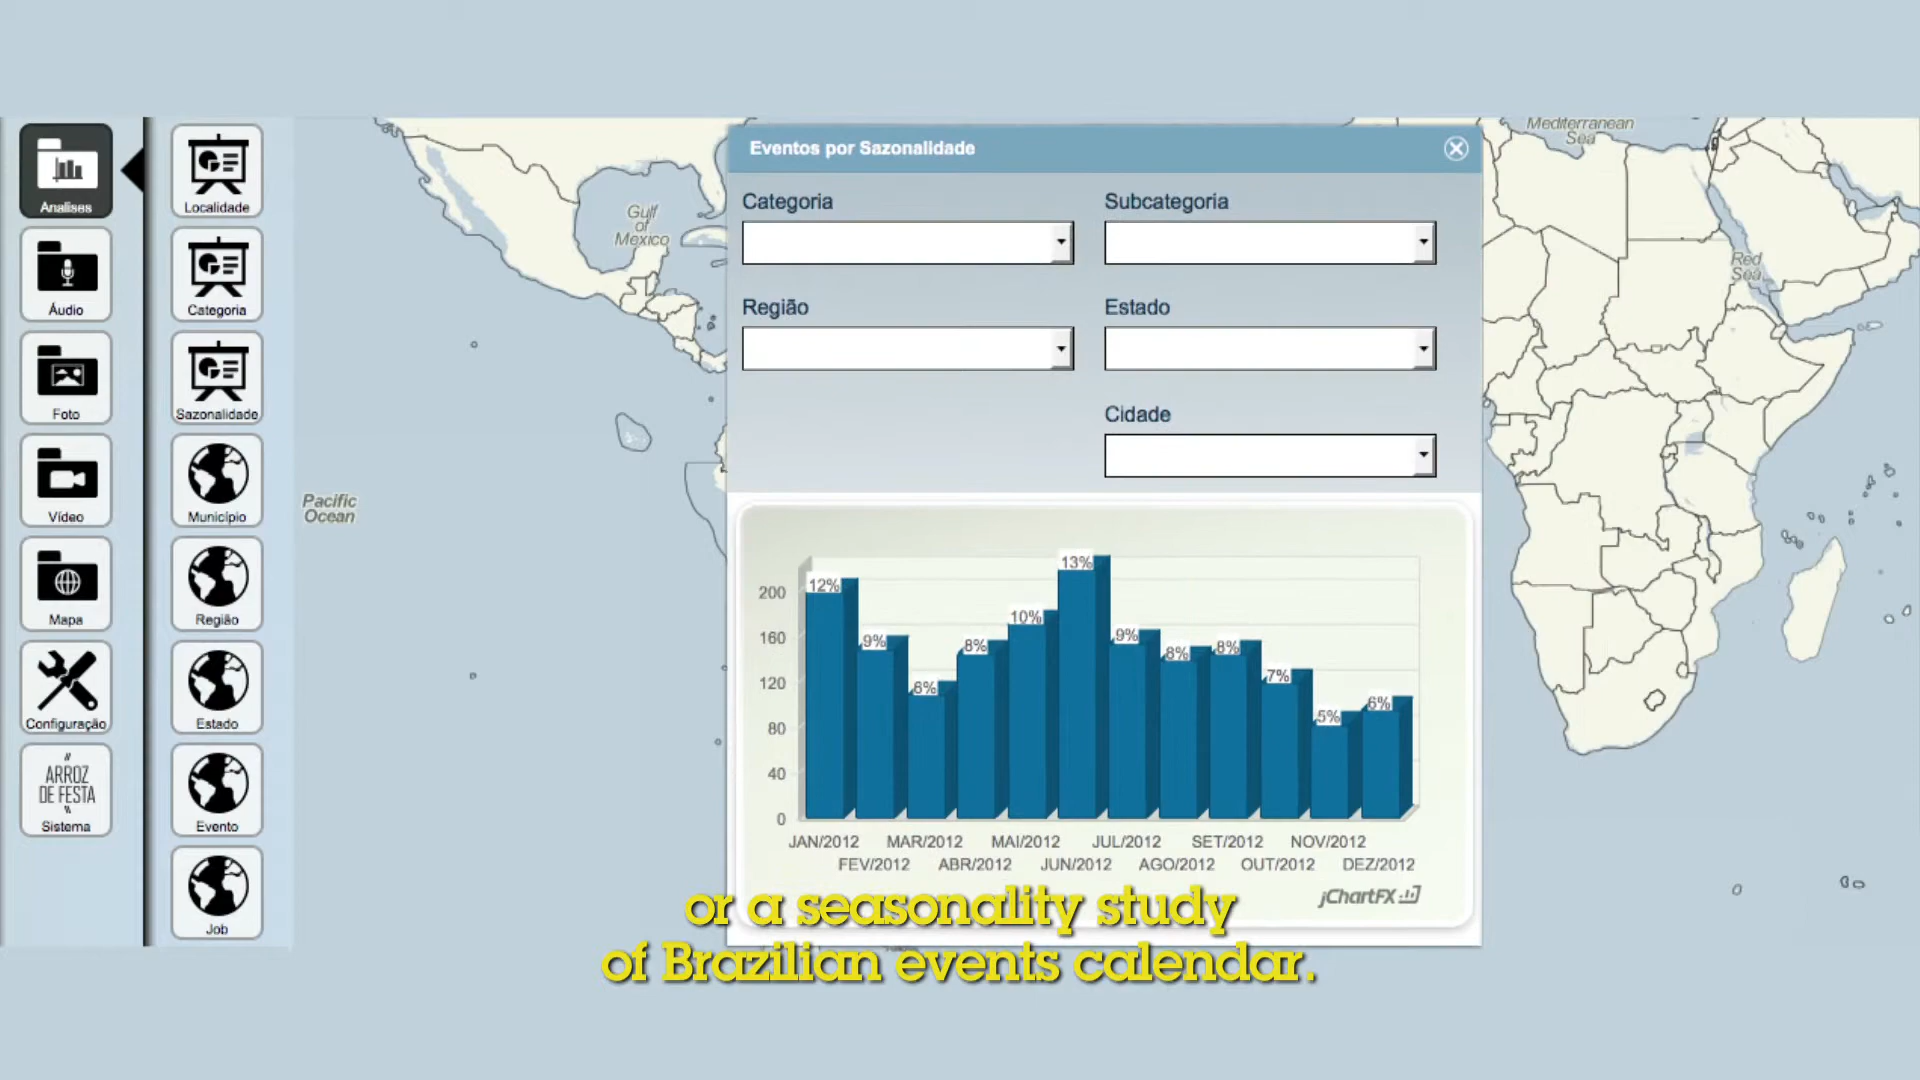 Analises
Áudio
Foto
Vídeo
Mapa
Configuração
"
ARROZ
DE FESTA
Sistema
Localidade
Categoria
Sazonalidade
Município
Região
Estado
Evento
Job
Gulf
of
Mexico
Pacific
Ocean
Mediterranean
Sea
Red
Sea
Eventos por Sazonalidade
Categoria
Subcategoria
Região
Estado
Cidade
200
160
120
80
40
0
12%
9%
6%
8%
10%
13%
9%
8%
8%
7%
5%
6%
JAN/2012
FEV/2012
MAR/2012
ABR/2012
MAI/2012
JUN/2012
JUL/2012
AGO/2012
SET/2012
OUT/2012
NOV/2012
DEZ/2012
jChartFX
or a seasonality study
of Brazilian events calendar.